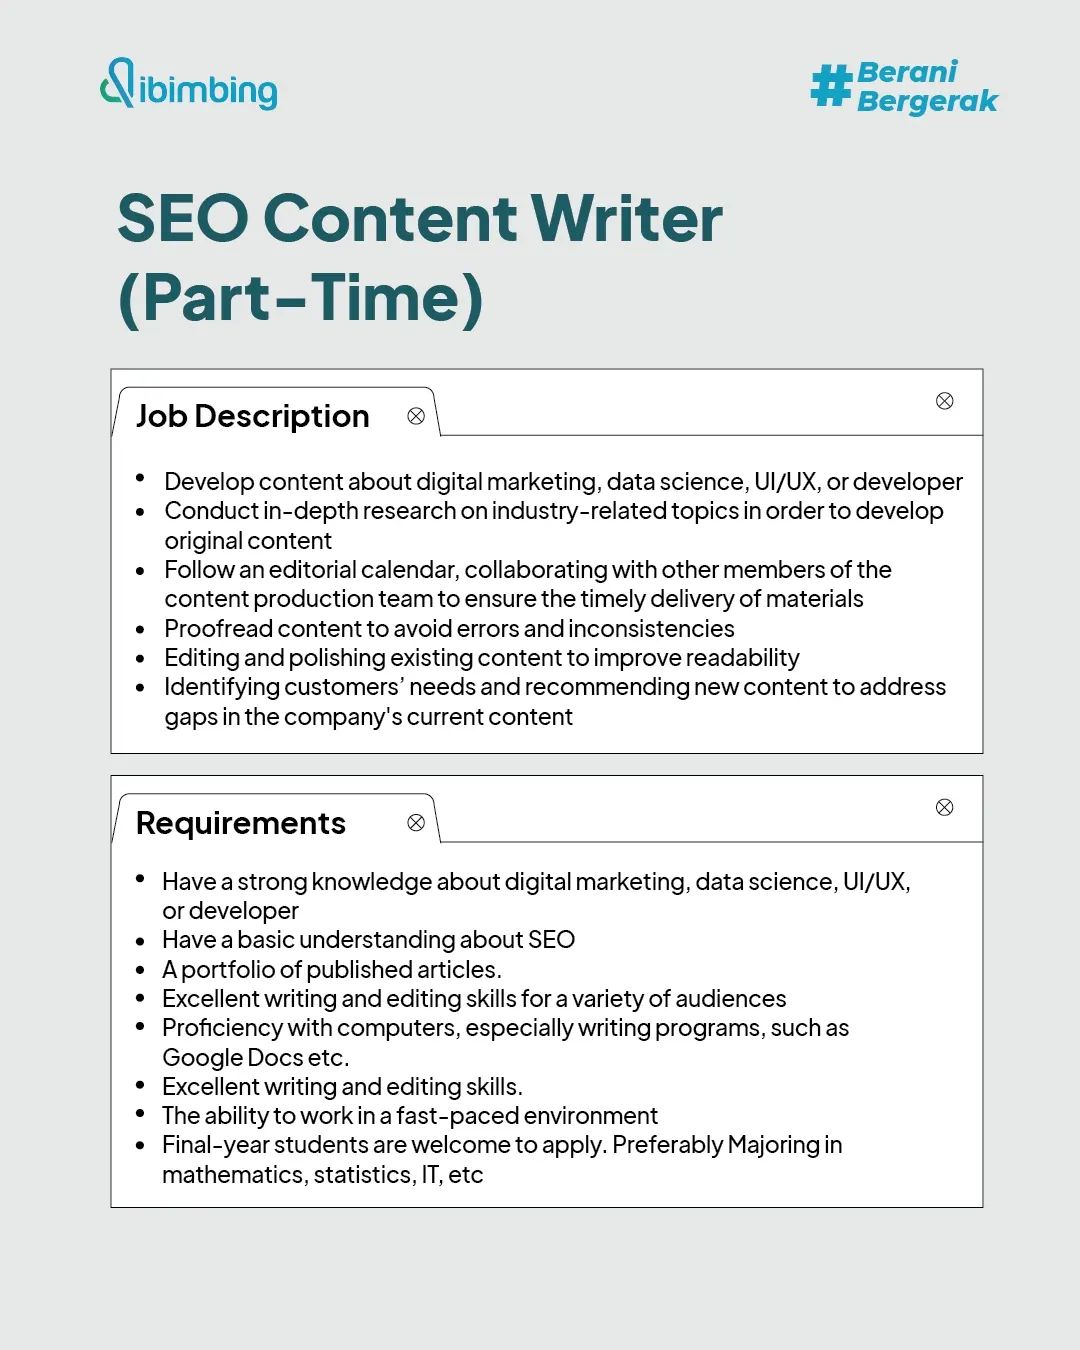 dibimbing
#Berani
Bergerak
SEO Content Writer
(Part-Time)
Job Description
• Develop content about digital marketing, data science, UI/UX, or developer
• Conduct in-depth research on industry-related topics in order to develop
original content
• Follow an editorial calendar, collaborating with other members of the
content production team to ensure the timely delivery of materials
• Proofread content to avoid errors and inconsistencies
• Editing and polishing existing content to improve readability
• Identifying customers’ needs and recommending new content to address
gaps in the company's current content
Requirements
• Have a strong knowledge about digital marketing, data science, UI/UX,
or developer
• Have a basic understanding about SEO
• A portfolio of published articles.
• Excellent writing and editing skills for a variety of audiences
• Proficiency with computers, especially writing programs, such as
Google Docs etc.
• Excellent writing and editing skills.
• The ability to work in a fast-paced environment
• Final-year students are welcome to apply. Preferably Majoring in
mathematics, statistics, IT, etc